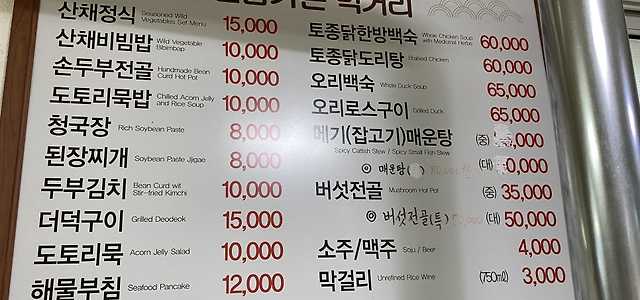 먹거리
산채정식 Seasoned Wild Vegetables Set Menu 15,000
산채비빔밥 Wild Vegetable Bibimbap 10,000
손두부전골 Handmade Bean Curd Hot Pot 10,000
도토리묵밥 Chilled Acorn Jelly and Rice Soup 10,000
청국장 Rich Soybean Paste 8,000
된장찌개 Soybean Paste Jjigae 8,000
두부김치 Bean Curd wit Stir-fried Kimchi 10,000
더덕구이 Grilled Deodeok 15,000
도토리묵 Acorn Jelly Salad 10,000
해물부침 Seafood Pancake 12,000
토종닭한방백숙 Whole Chicken Soup with Medicinal Herbs 60,000
토종닭도리탕 Braised Chicken 60,000
오리백숙 Whole Duck Soup 65,000
오리로스구이 Grilled Duck 65,000
메기(잡고기)매운탕 (중) 5,000
Spicy Catfish Stew / Spicy Small Fish Stew
◎ 매운탕 (대) 0,000
버섯전골 Mushroom Hot Pot (중) 35,000
◎ 버섯전골(특) (대) 50,000
소주/맥주 Soju / Beer 4,000
막걸리 Unrefined Rice Wine (750㎖) 3,000